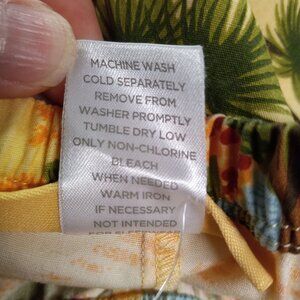 MACHINE WASH
COLD SEPARATELY
REMOVE FROM
WASHER PROMPTLY
TUMBLE DRY LOW
ONLY NON-CHLORINE
BLEACH
WHEN NEEDED
WARM IRON
IF NECESSARY
NOT INTENDED
FOR